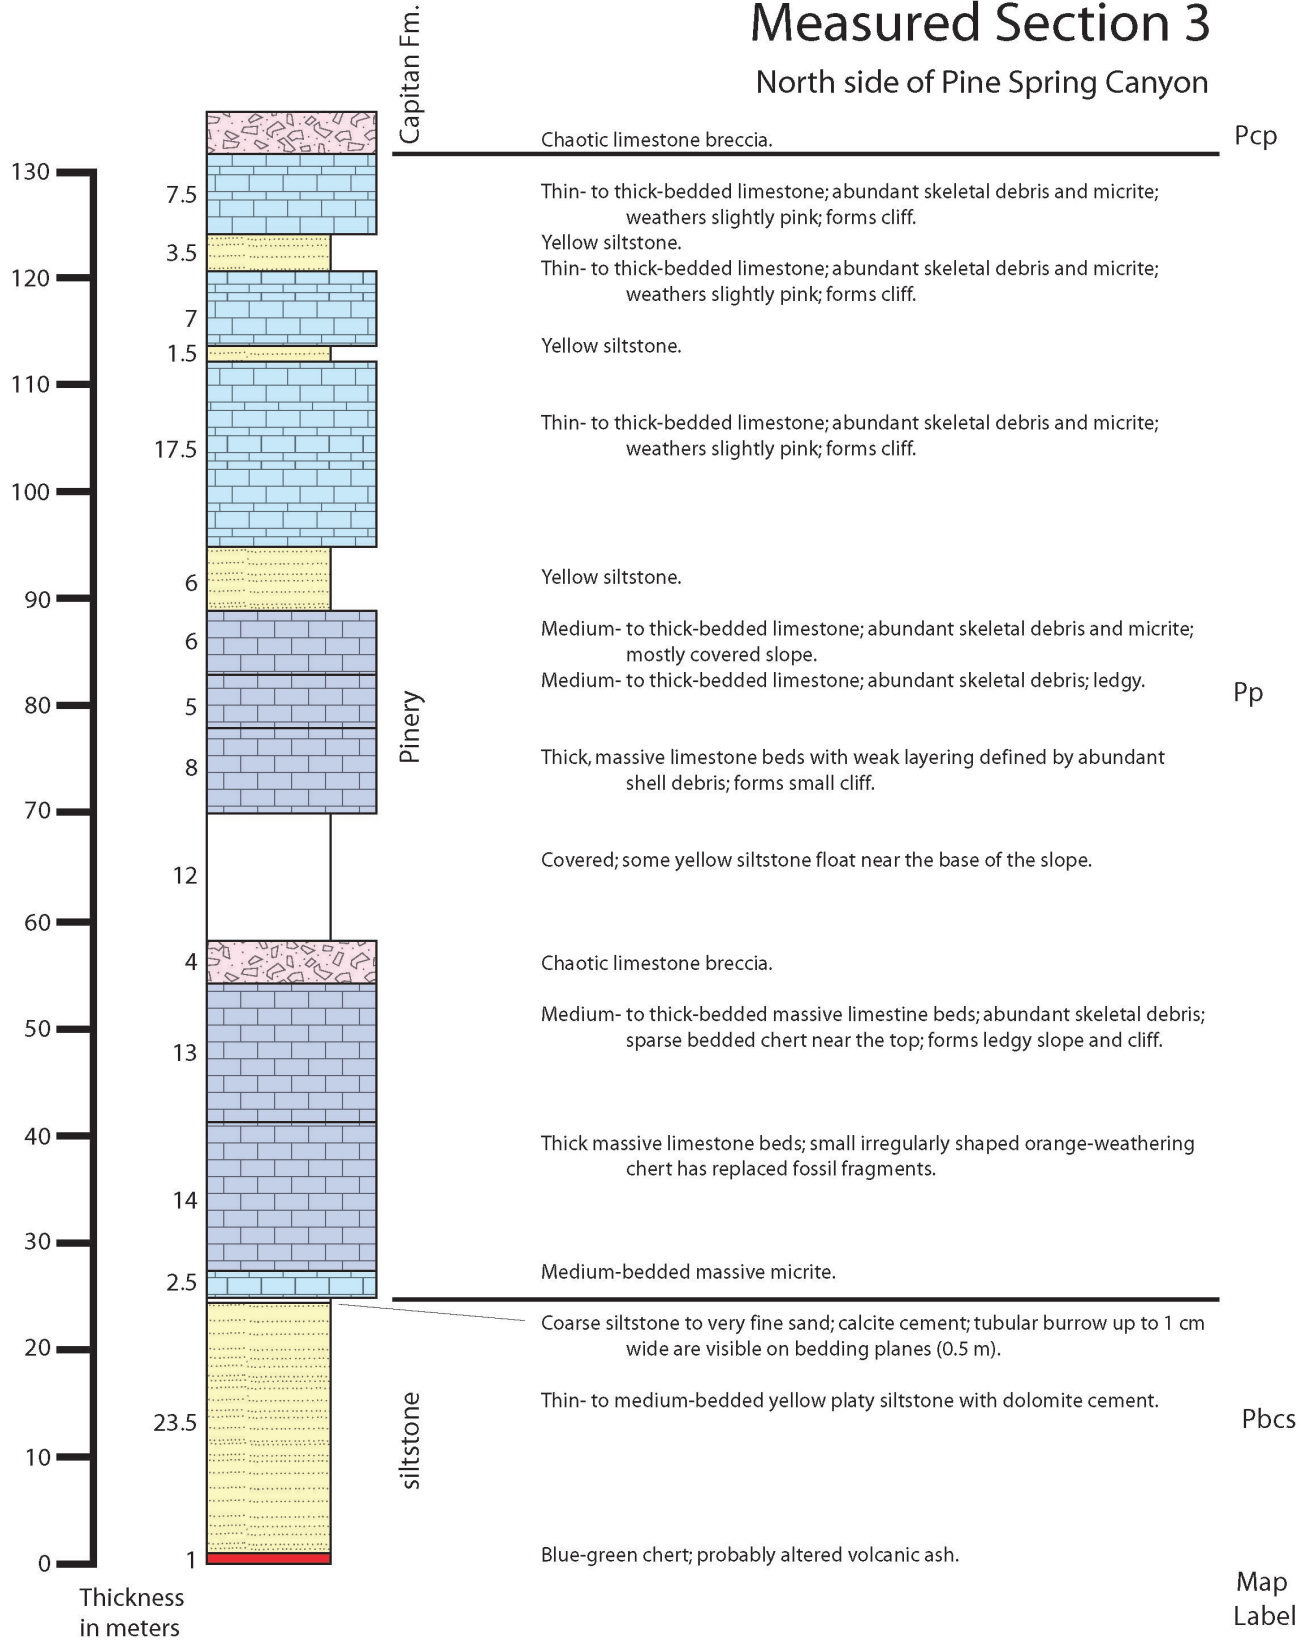 Measured Section 3
North side of Pine Spring Canyon
Capitan Fm.
Chaotic limestone breccia.
Pcp
130
7.5
Thin- to thick-bedded limestone; abundant skeletal debris and micrite;
weathers slightly pink; forms cliff.
3.5
Yellow siltstone.
120
Thin- to thick-bedded limestone; abundant skeletal debris and micrite;
weathers slightly pink; forms cliff.
7
1.5
Yellow siltstone.
110
17.5
Thin- to thick-bedded limestone; abundant skeletal debris and micrite;
weathers slightly pink; forms cliff.
100
6
Yellow siltstone.
90
6
Medium- to thick-bedded limestone; abundant skeletal debris and micrite;
mostly covered slope.
Medium- to thick-bedded limestone; abundant skeletal debris; ledgy.
Pp
80
5
Pinery
8
Thick, massive limestone beds with weak layering defined by abundant
shell debris; forms small cliff.
70
12
Covered; some yellow siltstone float near the base of the slope.
60
4
Chaotic limestone breccia.
50
13
Medium- to thick-bedded massive limestine beds; abundant skeletal debris;
sparse bedded chert near the top; forms ledgy slope and cliff.
40
Thick massive limestone beds; small irregularly shaped orange-weathering
chert has replaced fossil fragments.
14
30
2.5
Medium-bedded massive micrite.
Coarse siltstone to very fine sand; calcite cement; tubular burrow up to 1 cm
wide are visible on bedding planes (0.5 m).
20
Thin- to medium-bedded yellow platy siltstone with dolomite cement.
23.5
siltstone
Pbcs
10
0
1
Blue-green chert; probably altered volcanic ash.
Thickness
in meters
Map
Label